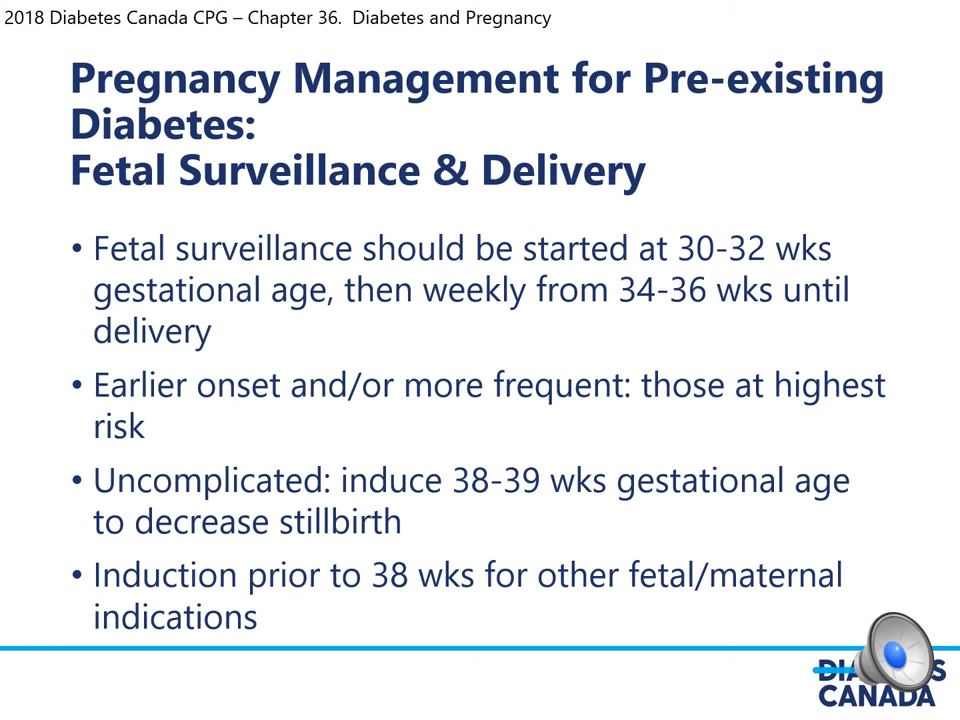 2018 Diabetes Canada CPG – Chapter 36. Diabetes and Pregnancy
Pregnancy Management for Pre-existing
Diabetes:
Fetal Surveillance & Delivery
• Fetal surveillance should be started at 30-32 wks
gestational age, then weekly from 34-36 wks until
delivery
• Earlier onset and/or more frequent: those at highest
risk
• Uncomplicated: induce 38-39 wks gestational age
to decrease stillbirth
• Induction prior to 38 wks for other fetal/maternal
indications
CANADA